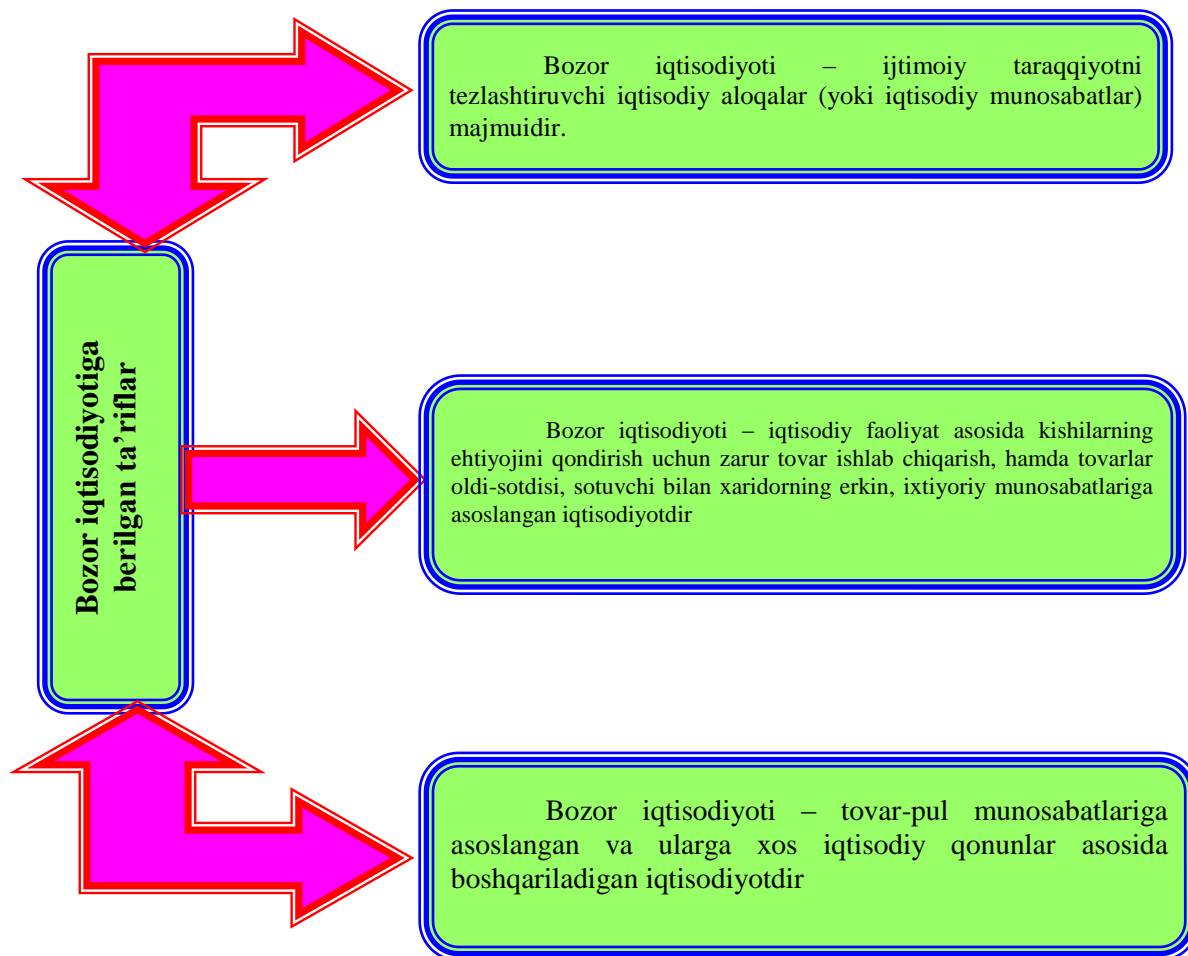 Bozor iqtisodiyoti – ijtimoiy taraqqiyotni
tezlashtiruvchi iqtisodiy aloqalar (yoki iqtisodiy munosabatlar)
majmuidir.
Bozor iqtisodiyotiga
berilgan ta’riflar
Bozor iqtisodiyoti – iqtisodiy faoliyat asosida kishilarning
ehtiyojini qondirish uchun zarur tovar ishlab chiqarish, hamda tovarlar
oldi-sotdisi, sotuvchi bilan xaridorning erkin, ixtiyoriy munosabatlariga
asoslangan iqtisodiyotdir
Bozor iqtisodiyoti – tovar-pul munosabatlariga
asoslangan va ularga xos iqtisodiy qonunlar asosida
boshqariladigan iqtisodiyotdir